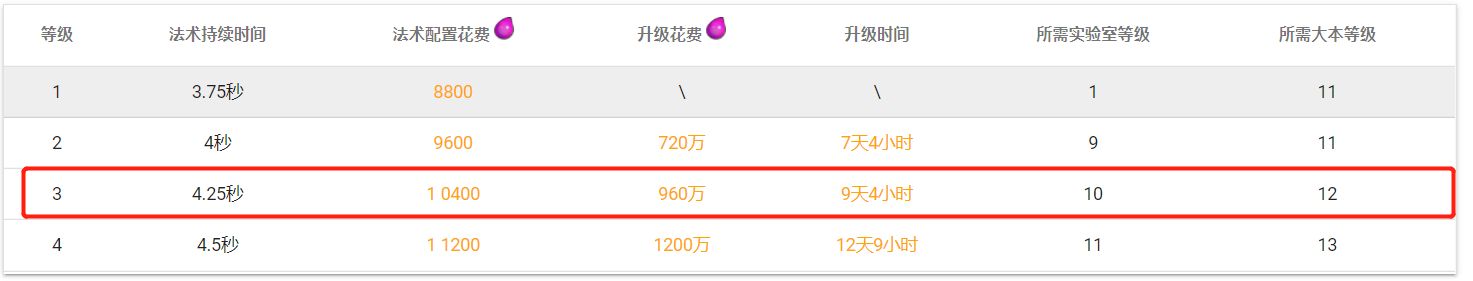 等级 法术持续时间 法术配置花费 升级花费 升级时间 所需实验室等级 所需大本等级
1 3.75秒 8800 \ \ 1 11
2 4秒 9600 720万 7天4小时 9 11
3 4.25秒 1 0400 960万 9天4小时 10 12
4 4.5秒 1 1200 1200万 12天9小时 11 13